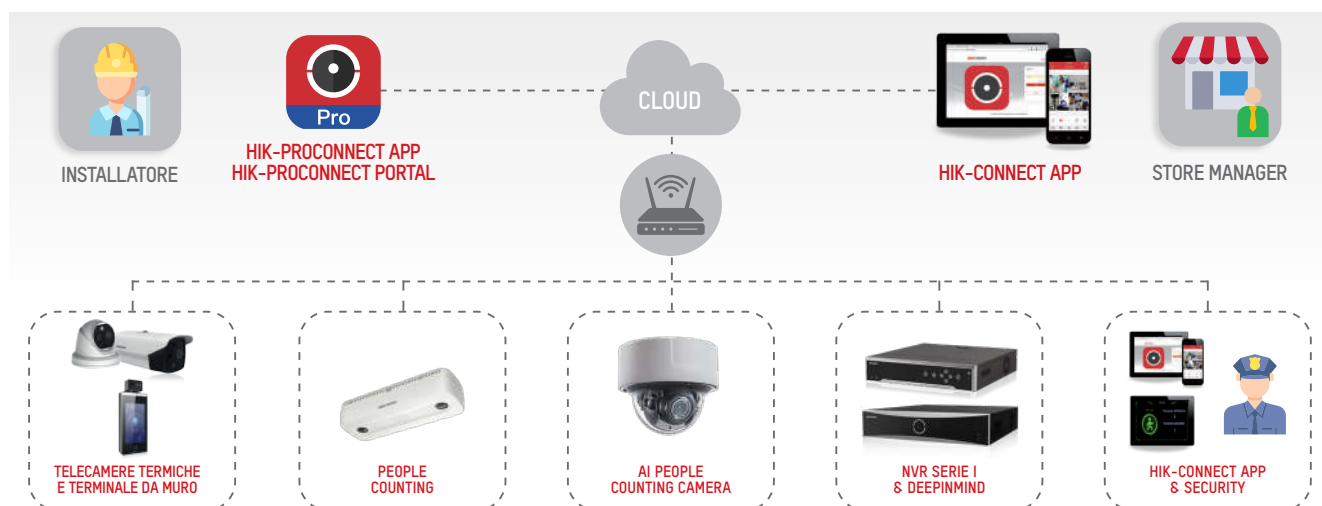 CLOUD
Pro
INSTALLATORE
HIK-PROCONNECT APP
HIK-PROCONNECT PORTAL
HIK-CONNECT APP
STORE MANAGER
TELECAMERE TERMICHE
E TERMINALE DA MURO
PEOPLE
COUNTING
AI PEOPLE
COUNTING CAMERA
NVR SERIE I
& DEEPINMIND
HIK-CONNECT APP
& SECURITY